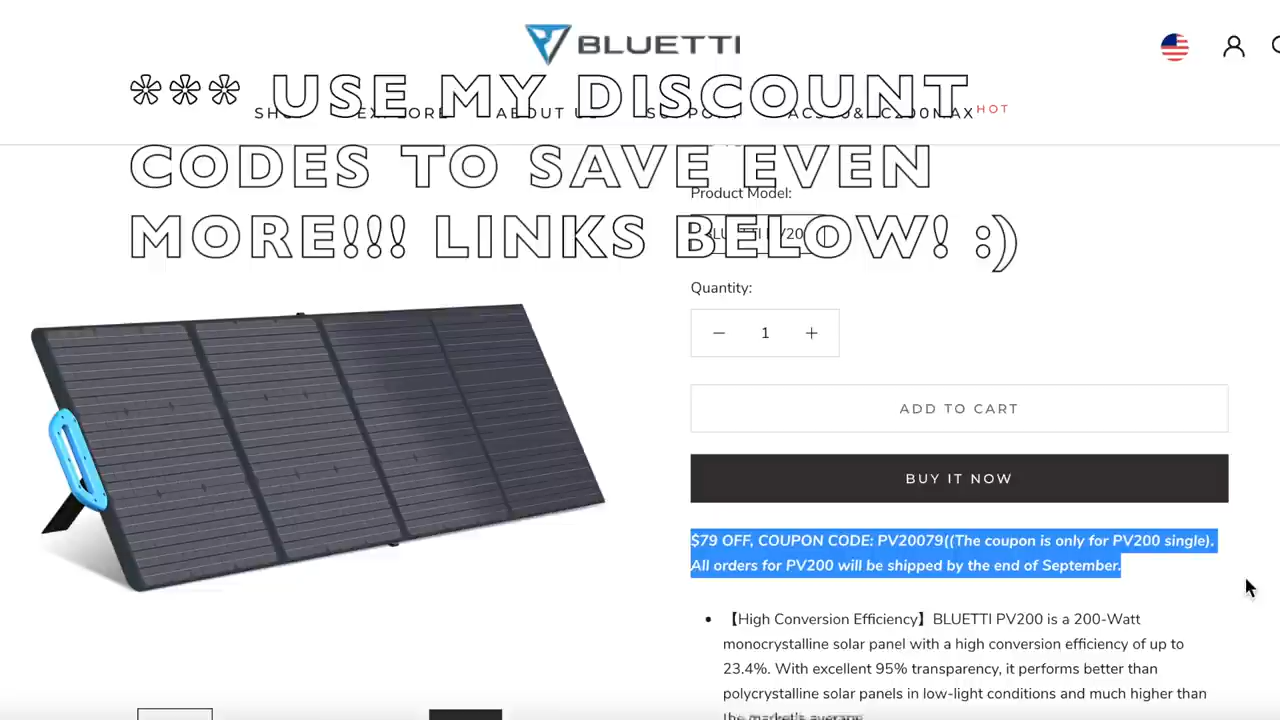 BLUETTI
*** USE MY DISCOUNT
HOT
CODES TO SAVE EVEN
Product Model:
MORE!!! LINKS BELOW! :)
Quantity:
1
ADD TO CART
BUY IT NOW
$79 OFF, COUPON CODE: PV20079((The coupon is only for PV200 single).
All orders for PV200 will be shipped by the end of September.
• 【High Conversion Efficiency】BLUETTI PV200 is a 200-Watt
monocrystalline solar panel with a high conversion efficiency of up to
23.4%. With excellent 95% transparency, it performs better than
polycrystalline solar panels in low-light conditions and much higher than
the market's average.